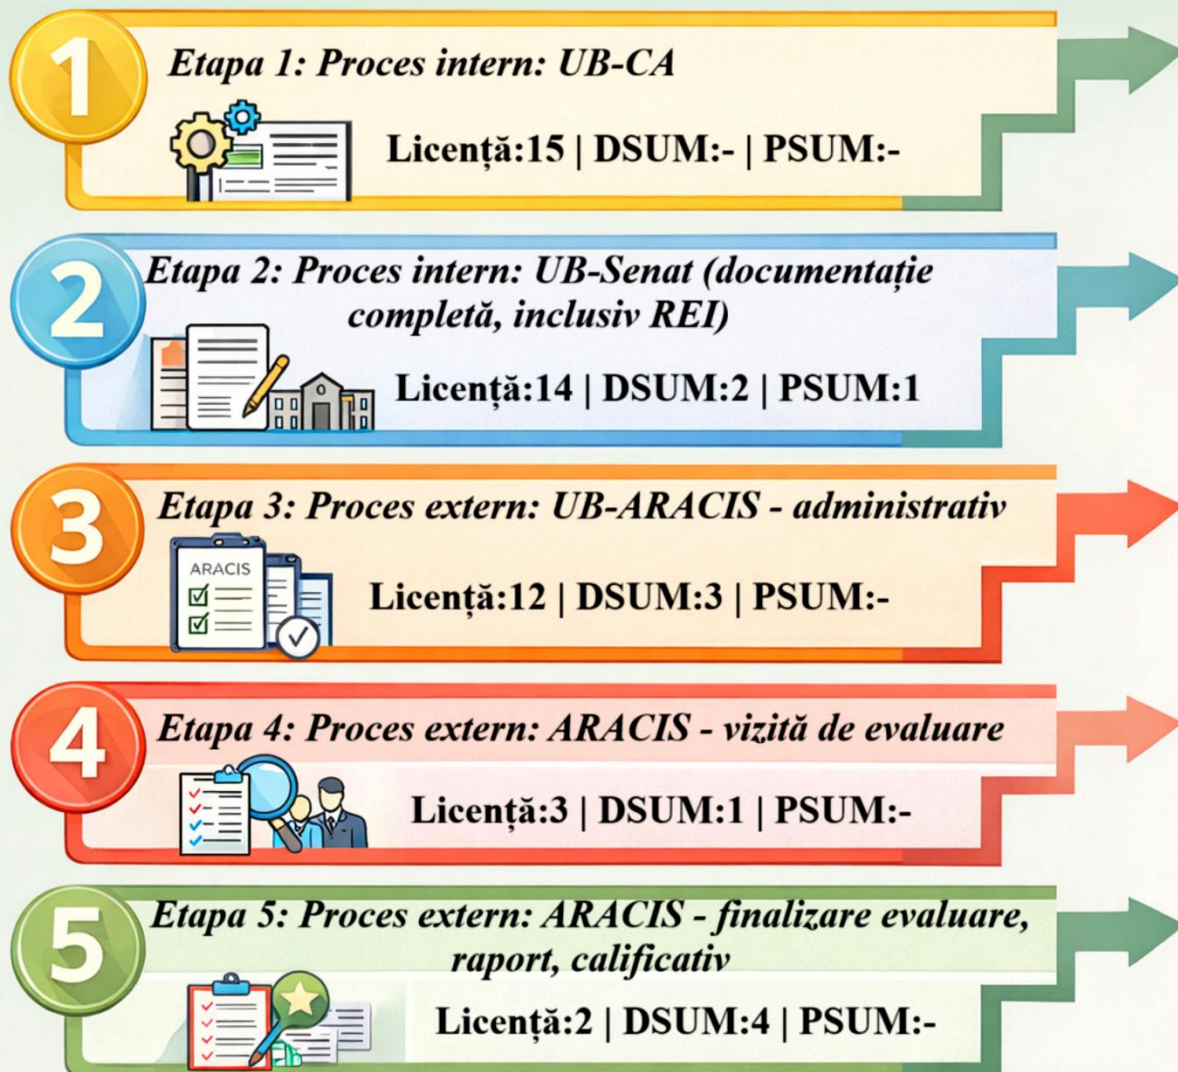 1
Etapa 1: Proces intern: UB-CA
Licență:15 | DSUM:- | PSUM:-
2
Etapa 2: Proces intern: UB-Senat (documentație
completă, inclusiv REI)
Licență:14 | DSUM:2 | PSUM:1
3
Etapa 3: Proces extern: UB-ARACIS - administrativ
ARACIS
Licență:12 | DSUM:3 | PSUM:-
4
Etapa 4: Proces extern: ARACIS - vizită de evaluare
Licență:3 | DSUM:1 | PSUM:-
5
Etapa 5: Proces extern: ARACIS - finalizare evaluare,
raport, calificativ
Licență:2 | DSUM:4 | PSUM:-